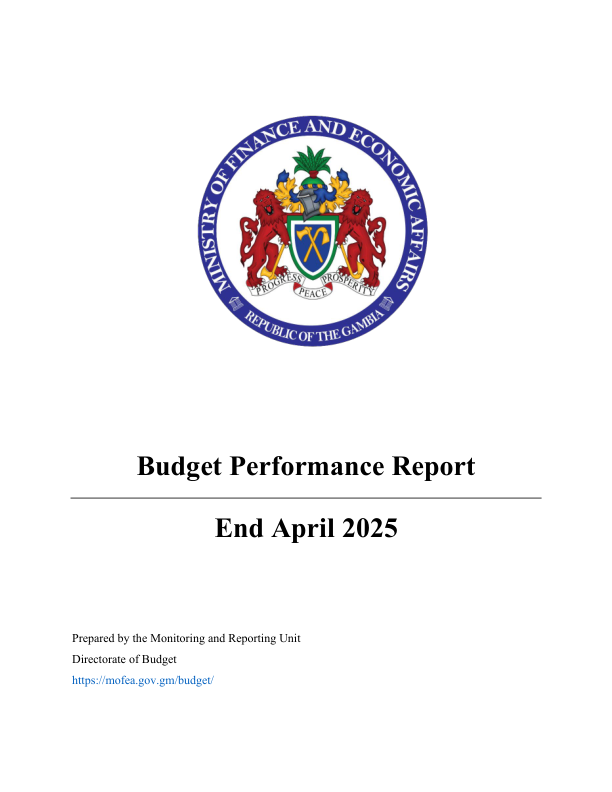 MINISTRY OF FINANCE AND ECONOMIC AFFAIRS
PROGRESS
PEACE
PROSPERITY
REPUBLIC OF THE GAMBIA
Budget Performance Report
End April 2025
Prepared by the Monitoring and Reporting Unit
Directorate of Budget
https://mofea.gov.gm/budget/